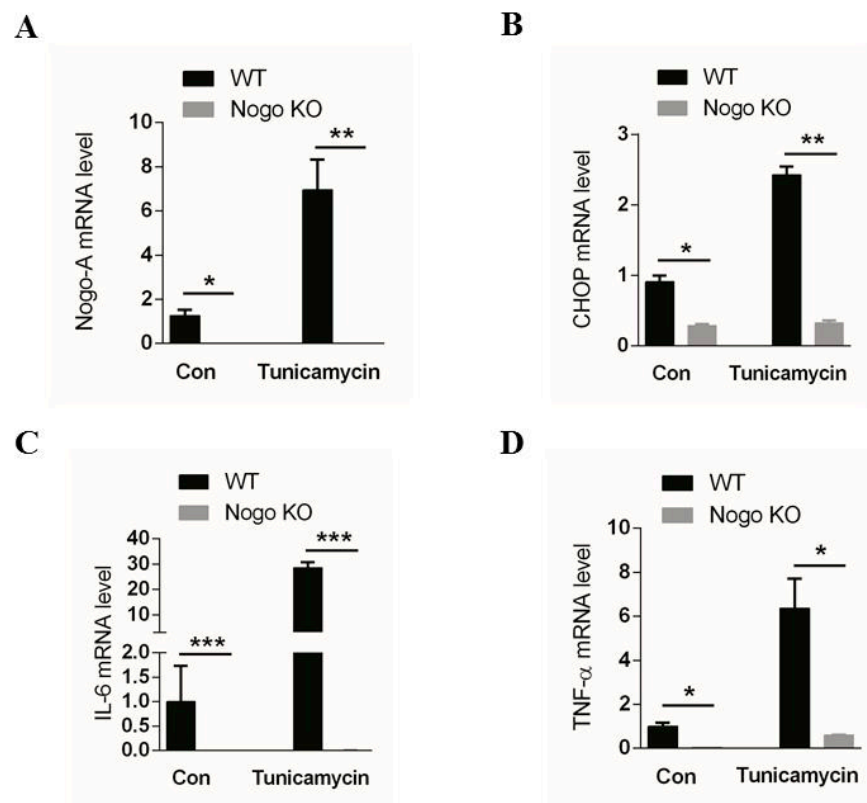 A
WT
Nogo KO
Nogo-A mRNA level
10
8
6
4
2
0
*
**
Con Tunicamycin
B
WT
Nogo KO
CHOP mRNA level
3
2
1
0
*
**
Con Tunicamycin
C
WT
Nogo KO
IL-6 mRNA level
40
30
20
10
2.0
1.5
1.0
0.5
0.0
***
***
Con Tunicamycin
D
WT
Nogo KO
TNF-α mRNA level
10
8
6
4
2
0
*
*
Con Tunicamycin